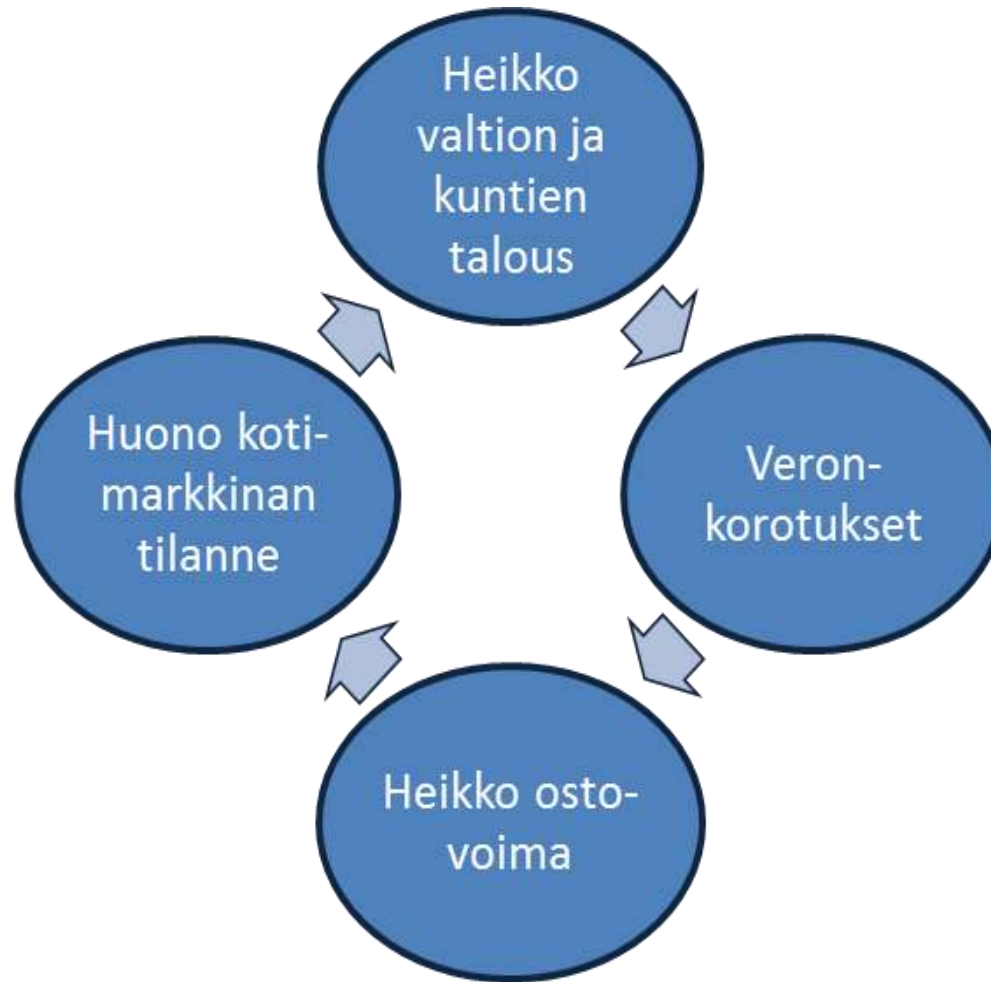 Heikko
valtion ja
kuntien
talous
Veron-
korotukset
Heikko osto-
voima
Huono koti-
markkinan
tilanne